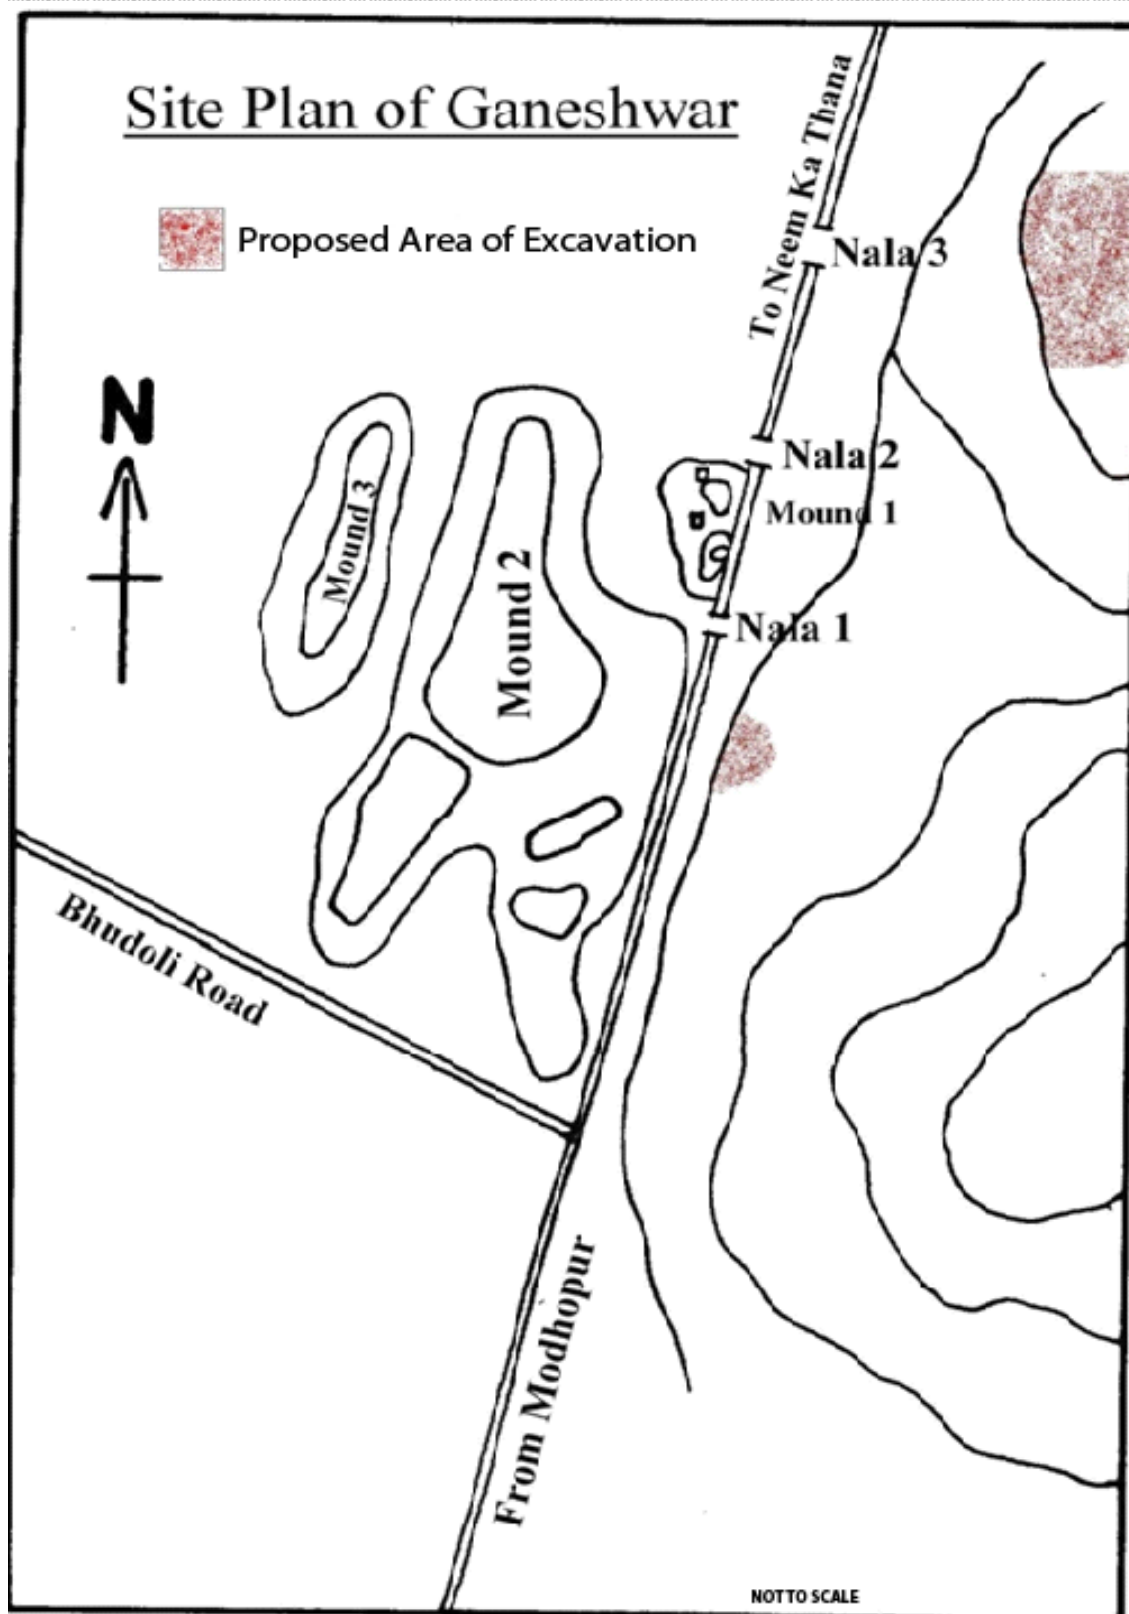 Site Plan of Ganeshwar
Proposed Area of Excavation
To Neem Ka Thana
Nala 3
N
Nala 2
Mound 1
Mound 3
Mound 2
Nala 1
Bhudoli Road
From Modhopur
NOTTO SCALE